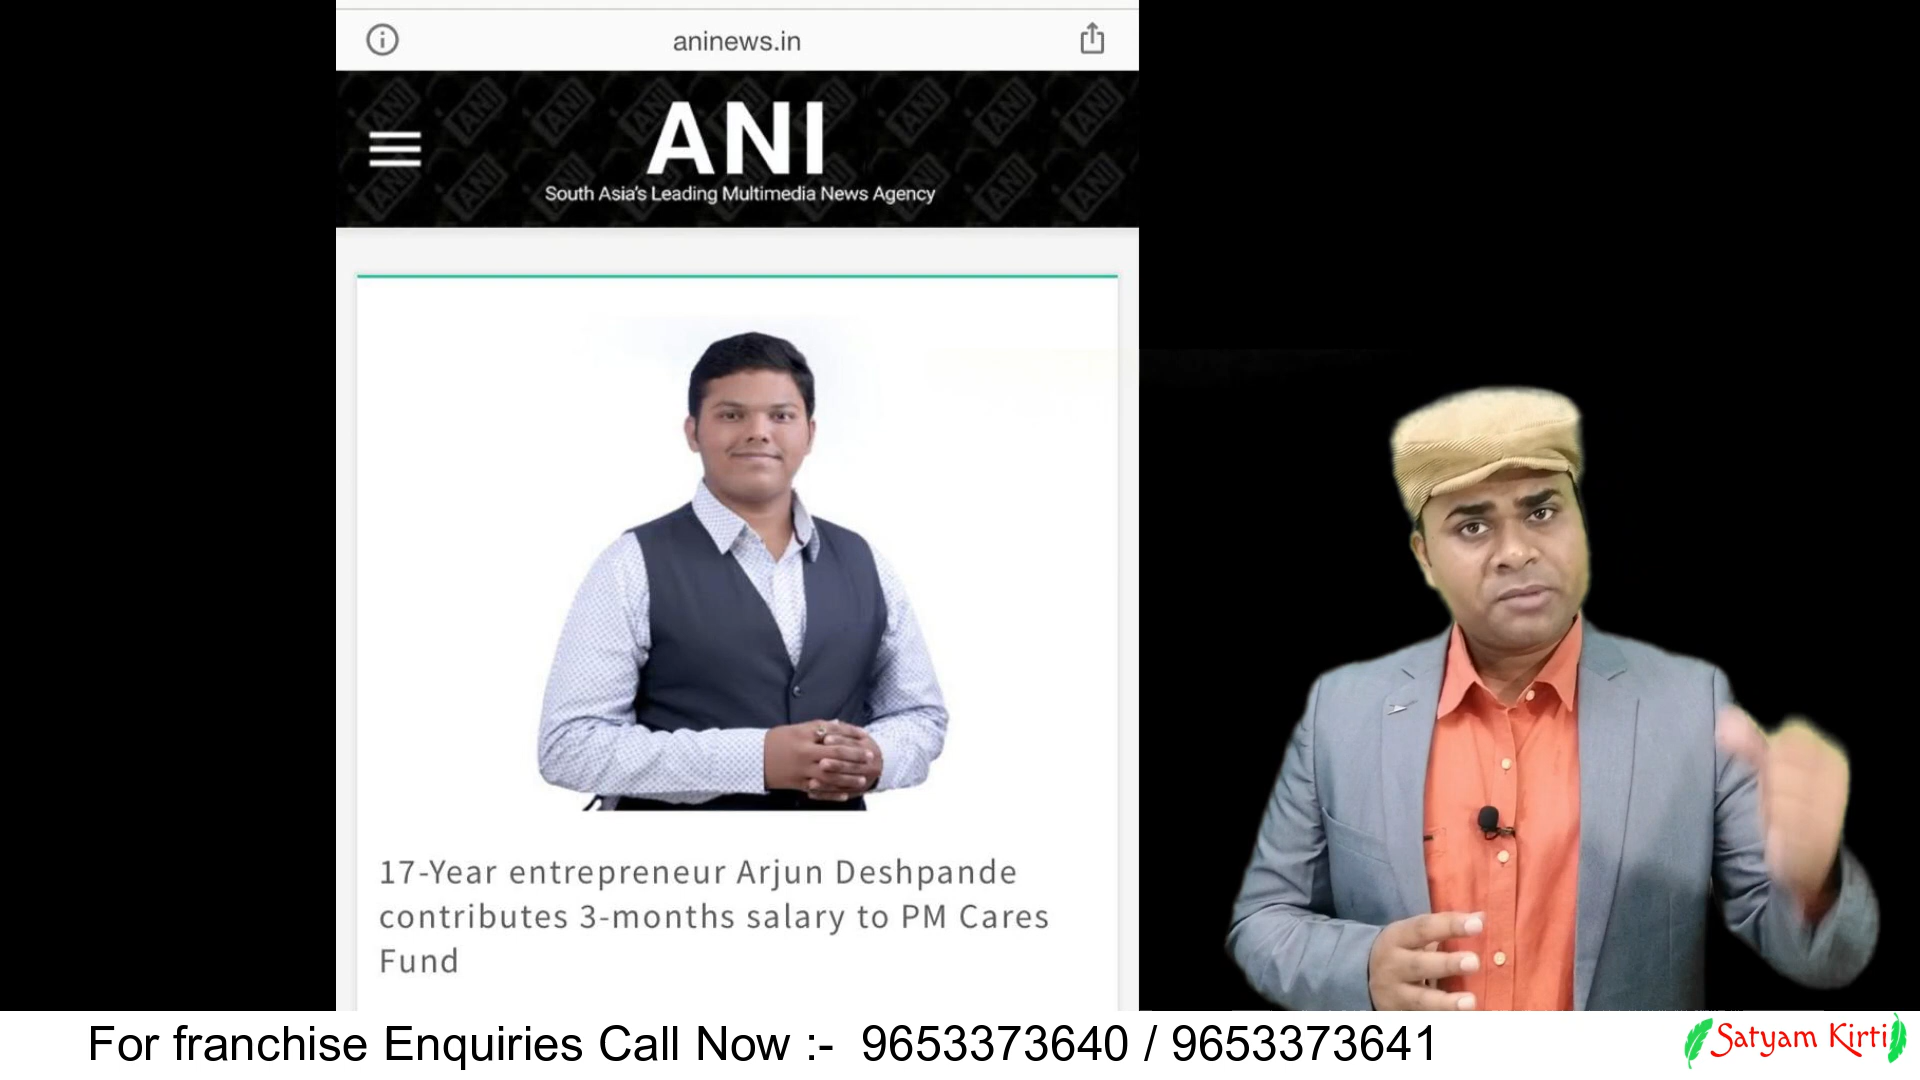 aninews.in
ANI
South Asia's Leading Multimedia News Agency
17-Year entrepreneur Arjun Deshpande
contributes 3-months salary to PM Cares
Fund
For franchise Enquiries Call Now :-  9653373640 / 9653373641
Satyam Kirti